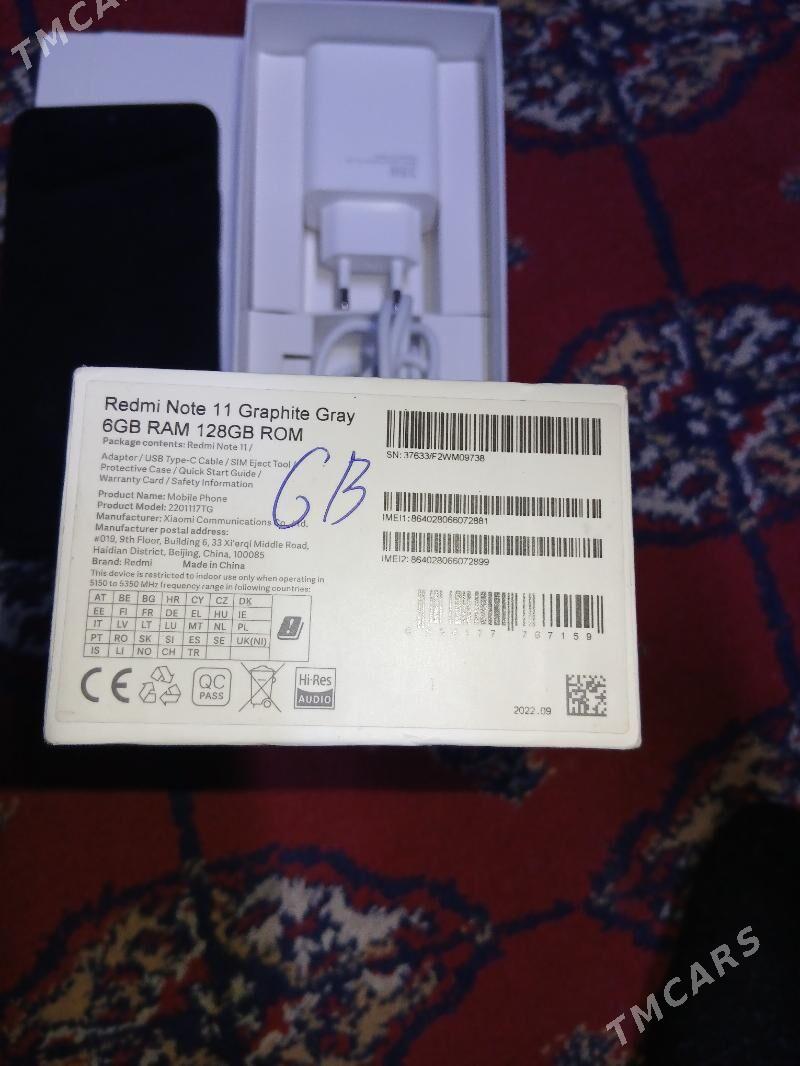 TMCARS
Redmi Note 11 Graphite Gray
6GB RAM 128GB ROM
Package contents: Redmi Note 11 /
Adapter / USB Type-C Cable / SIM Eject Tool
Protective Case / Quick Start Guide /
Warranty Card / Safety Information
GB
Product Name: Mobile Phone
Product Model: 2201117TG
Manufacturer: Xiaomi Communications Co., Ltd.
Manufacturer postal address:
#019, 9th Floor, Building 6, 33 Xi'erqi Middle Road,
Haidian District, Beijing, China, 100085
Brand: Redmi Made in China
This device is restricted to indoor use only when operating in
5150 to 5350 MHz frequency range in following countries:
AT BE BG HR CY CZ DK
EE FI FR DE EL HU IE
IT LV LT LU MT NL PL
PT RO SK SI ES SE UK(NI)
IS LI NO CH TR
CE
QC
PASS
Hi-Res
AUDIO
SN: 37633/F2WM09738
IMEI1: 864028066072881
IMEI2: 864028066072899
767159
2022.09
TMCARS